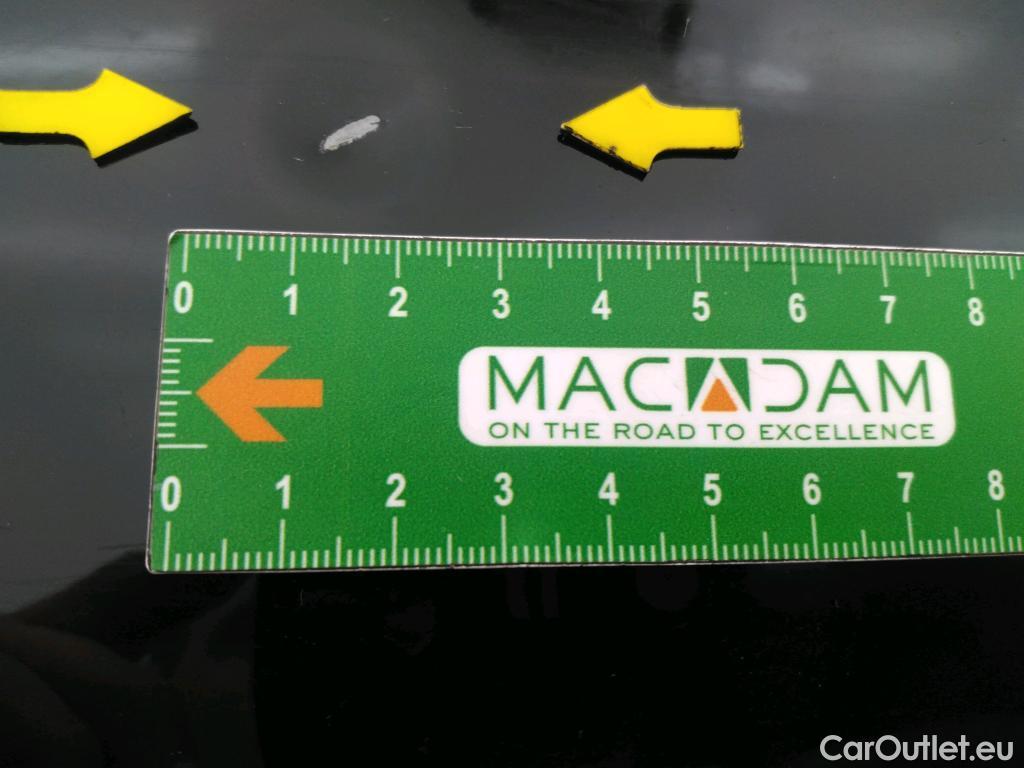 0 1 2 3 4 5 6 7 8
MACADAM
ON THE ROAD TO EXCELLENCE
0 1 2 3 4 5 6 7 8
CarOutlet.eu